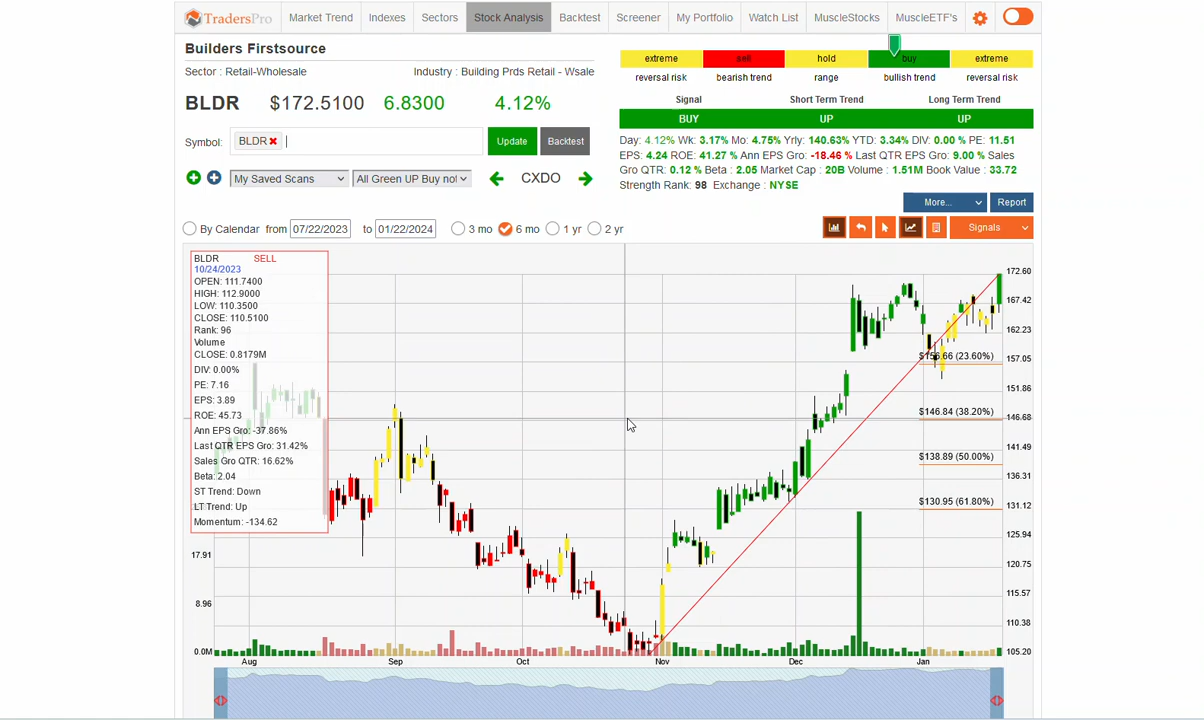 TradersPro Market Trend Indexes Sectors Stock Analysis Backtest Screener My Portfolio Watch List MuscleStocks MuscleETF's
Builders Firstsource
Sector : Retail-Wholesale Industry : Building Prds Retail - Wsale
BLDR $172.5100 6.8300 4.12%
Symbol: BLDR Update Backtest
My Saved Scans All Green UP Buy not CXDO
extreme sell hold buy extreme
reversal risk bearish trend range bullish trend reversal risk
Signal Short Term Trend Long Term Trend
BUY UP UP
Day: 4.12% Wk: 3.17% Mo: 4.75% Yrly: 140.63% YTD: 3.34% DIV: 0.00 % PE: 11.51
EPS: 4.24 ROE: 41.27 % Ann EPS Gro: -18.46 % Last QTR EPS Gro: 9.00 % Sales
Gro QTR: 0.12 % Beta : 2.05 Market Cap : 20B Volume : 1.51M Book Value : 33.72
Strength Rank: 98 Exchange : NYSE
More... Report
By Calendar from 07/22/2023 to 01/22/2024 3 mo 6 mo 1 yr 2 yr Signals
BLDR SELL
10/24/2023
OPEN: 111.7400
HIGH: 112.9000
LOW: 110.3500
CLOSE: 110.5100
Rank: 96
Volume
CLOSE: 0.8179M
DIV: 0.00%
PE: 7.16
EPS: 3.89
ROE: 45.73
Ann EPS Gro: -37.86%
Last QTR EPS Gro: 31.42%
Sales Gro QTR: 16.62%
Beta: 2.04
ST Trend: Down
LT Trend: Up
Momentum: -134.62
17.91
8.96
0.0M
$156.66 (23.60%)
$146.84 (38.20%)
$138.89 (50.00%)
$130.95 (61.80%)
172.60
167.42
162.23
157.05
151.86
146.68
141.49
136.31
131.12
125.94
120.75
115.57
110.38
105.20
Aug Sep Oct Nov Dec Jan